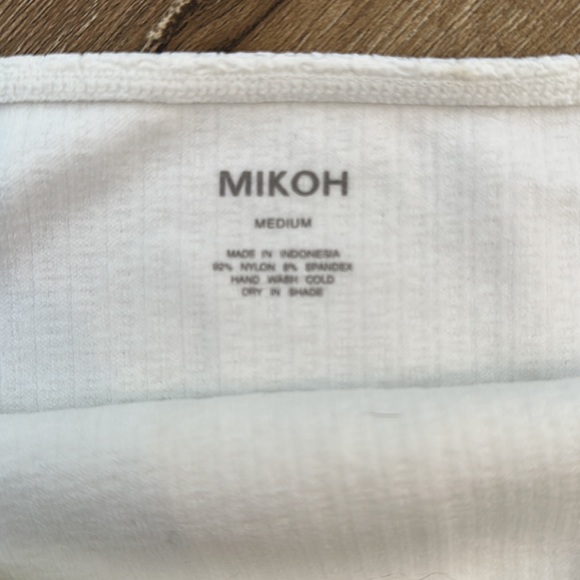 MIKOH
MEDIUM
MADE IN INDONESIA
92% NYLON 8% SPANDEX
HAND WASH COLD
DRY IN SHADE